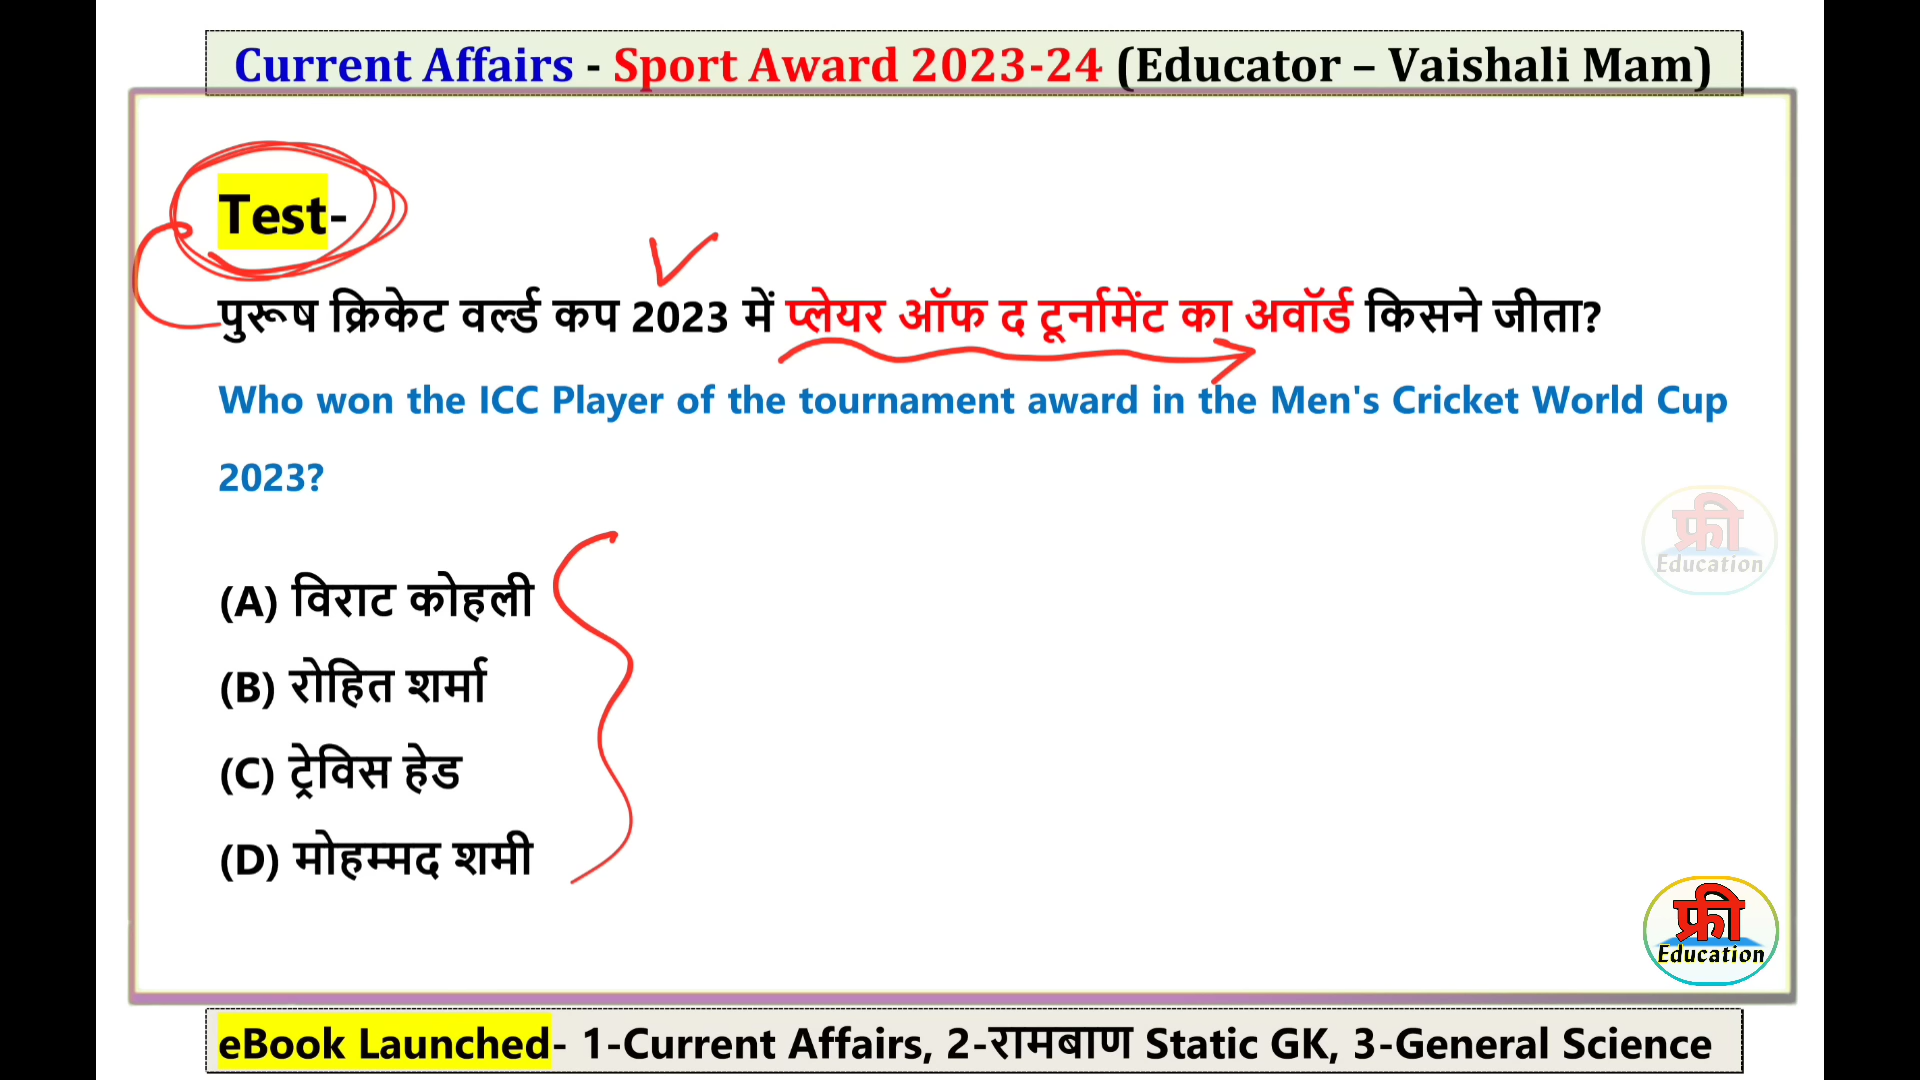 Current Affairs - Sport Award 2023-24 (Educator – Vaishali Mam)
Test-
पुरूष क्रिकेट वर्ल्ड कप 2023 में प्लेयर ऑफ द टूर्नामेंट का अवॉर्ड किसने जीता?
Who won the ICC Player of the tournament award in the Men's Cricket World Cup
2023?
(A) विराट कोहली
(B) रोहित शर्मा
(C) ट्रेविस हेड
(D) मोहम्मद शमी
फ्री
Education
फ्री
Education
eBook Launched- 1-Current Affairs, 2-रामबाण Static GK, 3-General Science